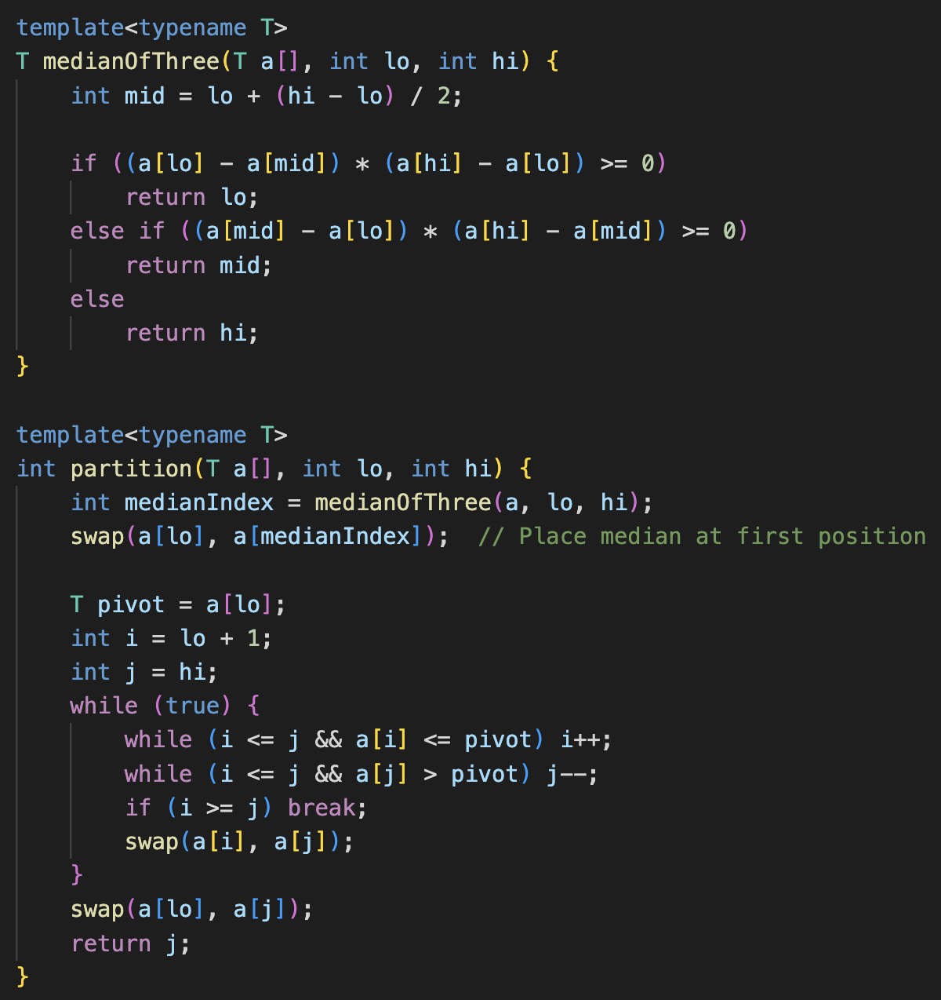 template<typename T>
T medianOfThree(T a[], int lo, int hi) {
    int mid = lo + (hi - lo) / 2;

    if ((a[lo] - a[mid]) * (a[hi] - a[lo]) >= 0)
        return lo;
    else if ((a[mid] - a[lo]) * (a[hi] - a[mid]) >= 0)
        return mid;
    else
        return hi;
}

template<typename T>
int partition(T a[], int lo, int hi) {
    int medianIndex = medianOfThree(a, lo, hi);
    swap(a[lo], a[medianIndex]);  // Place median at first position

    T pivot = a[lo];
    int i = lo + 1;
    int j = hi;
    while (true) {
        while (i <= j && a[i] <= pivot) i++;
        while (i <= j && a[j] > pivot) j--;
        if (i >= j) break;
        swap(a[i], a[j]);
    }
    swap(a[lo], a[j]);
    return j;
}